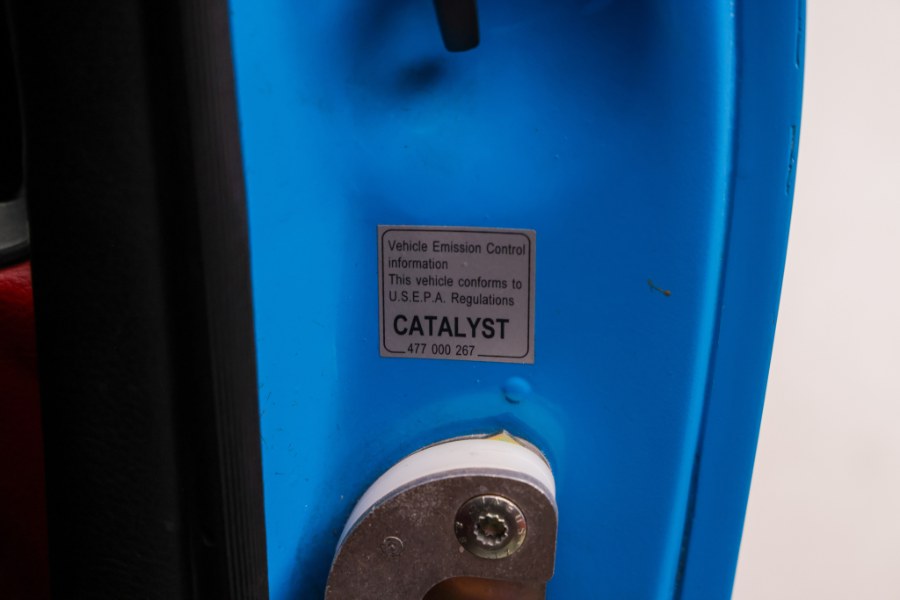 Vehicle Emission Control
information
This vehicle conforms to
U.S.E.P.A. Regulations
CATALYST
477 000 267